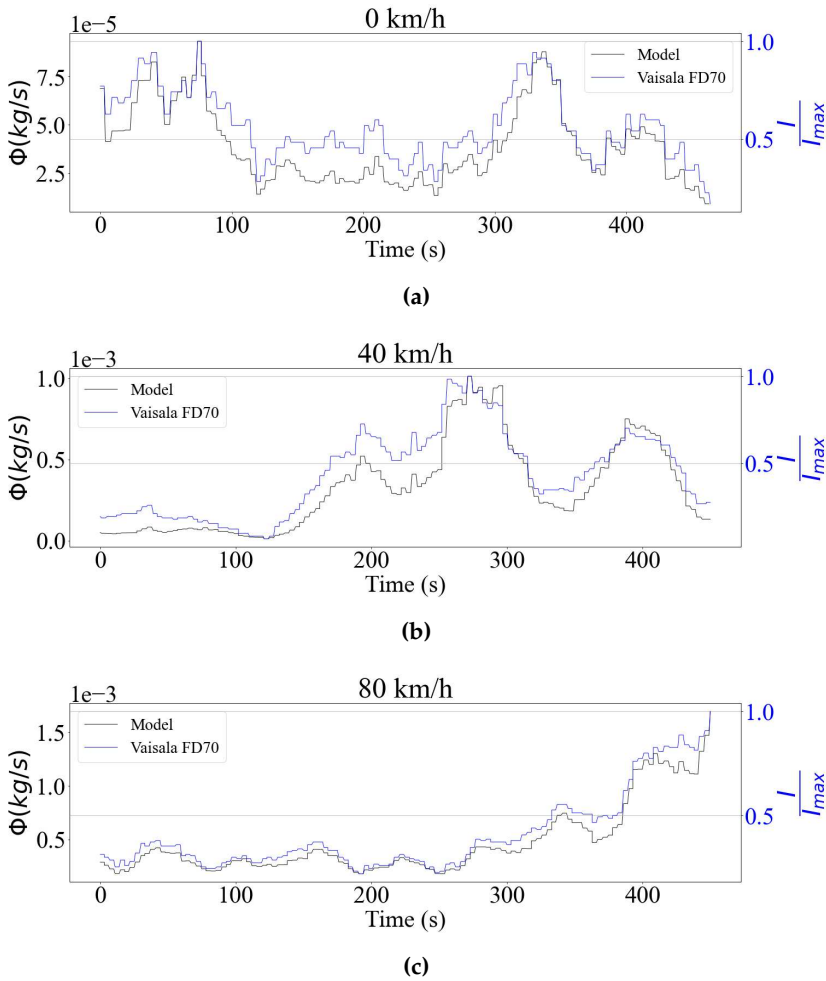 1e−5
0 km/h
Φ(kg/s)
7.5
5.0
2.5
Model
Vaisala FD70
1.0
0.5
I
I_max
0 100 200 300 400
Time (s)
(a)
1e−3
40 km/h
Φ(kg/s)
1.0
0.5
0.0
Model
Vaisala FD70
1.0
0.5
I
I_max
0 100 200 300 400
Time (s)
(b)
1e−3
80 km/h
Φ(kg/s)
1.5
1.0
0.5
Model
Vaisala FD70
1.0
0.5
I
I_max
0 100 200 300 400
Time (s)
(c)